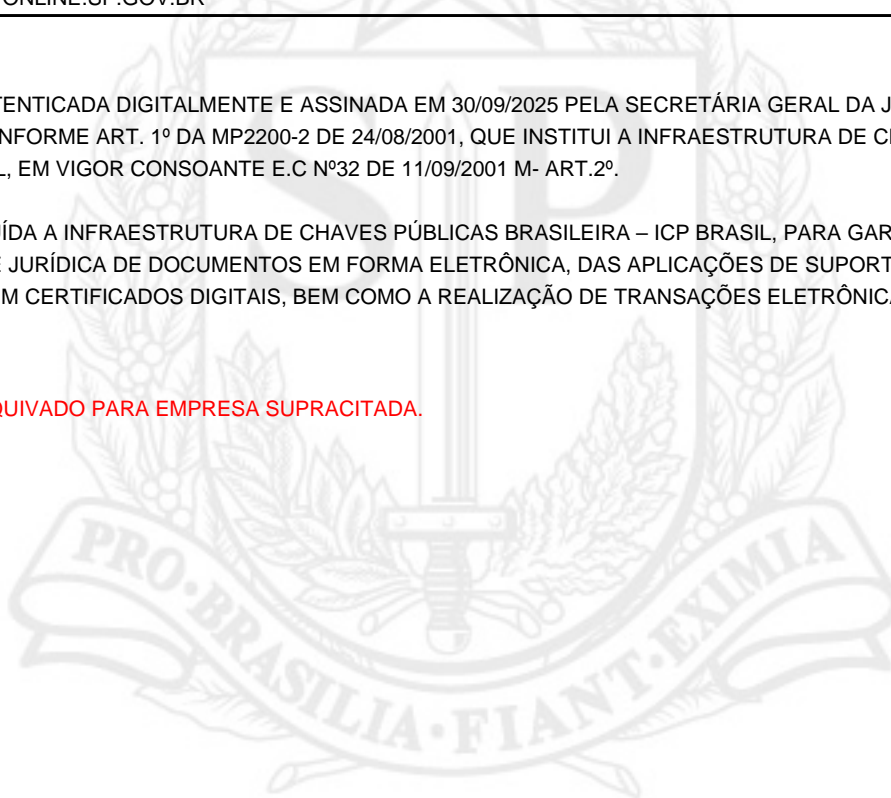 ONLINE.SP.GOV.BR
TENTICADA DIGITALMENTE E ASSINADA EM 30/09/2025 PELA SECRETÁRIA GERAL DA J
NFORME ART. 1º DA MP2200-2 DE 24/08/2001, QUE INSTITUI A INFRAESTRUTURA DE C
L, EM VIGOR CONSOANTE E.C Nº32 DE 11/09/2001 M- ART.2º.
UÍDA A INFRAESTRUTURA DE CHAVES PÚBLICAS BRASILEIRA – ICP BRASIL, PARA GAR
E JURÍDICA DE DOCUMENTOS EM FORMA ELETRÔNICA, DAS APLICAÇÕES DE SUPORT
M CERTIFICADOS DIGITAIS, BEM COMO A REALIZAÇÃO DE TRANSAÇÕES ELETRÔNICA
QUIVADO PARA EMPRESA SUPRACITADA.
SP
PRO·BRASILIA·FIANT·EXIMIA